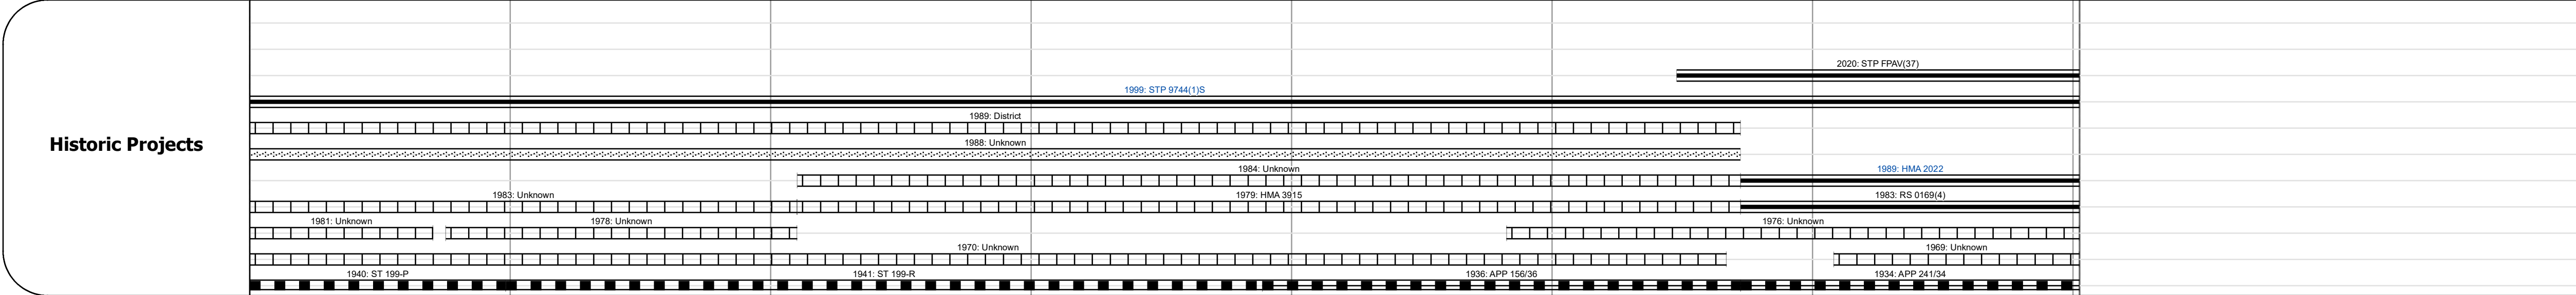 2020: STP FPAV(37)
1999: STP 9744(1)S
1989: District
Historic Projects
1988: Unknown
1984: Unknown
1989: HMA 2022
1983: Unknown
1979: HMA 3915
1983: RS 0169(4)
1981: Unknown
1978: Unknown
1976: Unknown
1970: Unknown
1969: Unknown
1940: ST 199-P
1941: ST 199-R
1936: APP 156/36
1934: APP 241/34